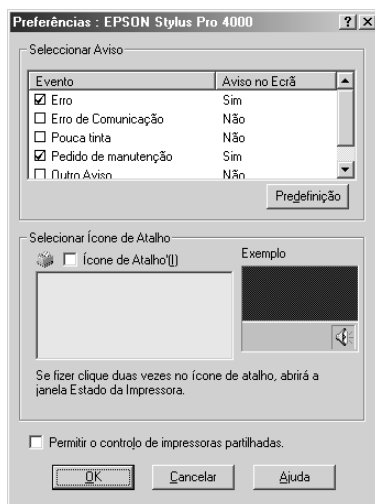 Preferências : EPSON Stylus Pro 4000
Seleccionar Aviso
Evento Aviso no Ecrã
Erro Sim
Erro de Comunicação Não
Pouca tinta Não
Pedido de manutenção Sim
Outro Aviso Não
Predefinição
Selecionar Ícone de Atalho
Ícone de Atalho'(I)
Exemplo
Se fizer clique duas vezes no ícone de atalho, abrirá a
janela Estado da Impressora.
Permitir o controlo de impressoras partilhadas.
OK Cancelar Ajuda